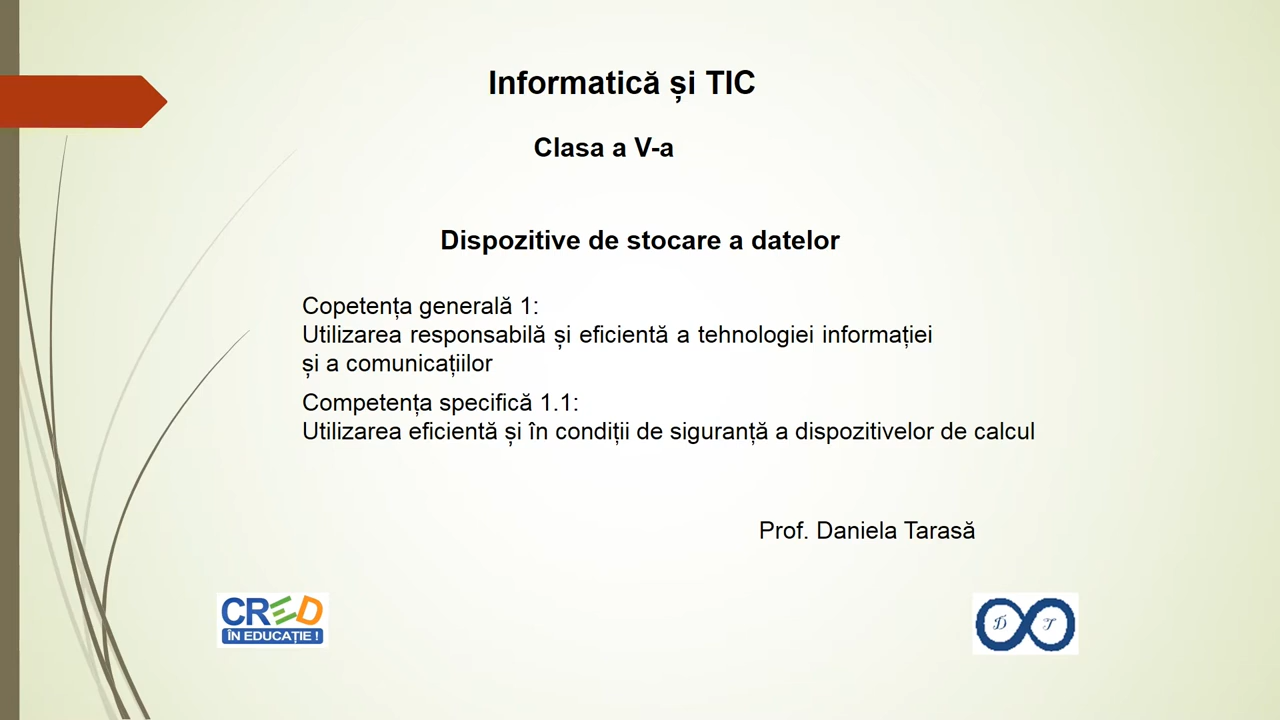 Informatică și TIC
Clasa a V-a
Dispozitive de stocare a datelor
Copetența generală 1:
Utilizarea responsabilă și eficientă a tehnologiei informației
și a comunicațiilor
Competența specifică 1.1:
Utilizarea eficientă și în condiții de siguranță a dispozitivelor de calcul
Prof. Daniela Tarasă
CRED
ÎN EDUCAȚIE !
D T